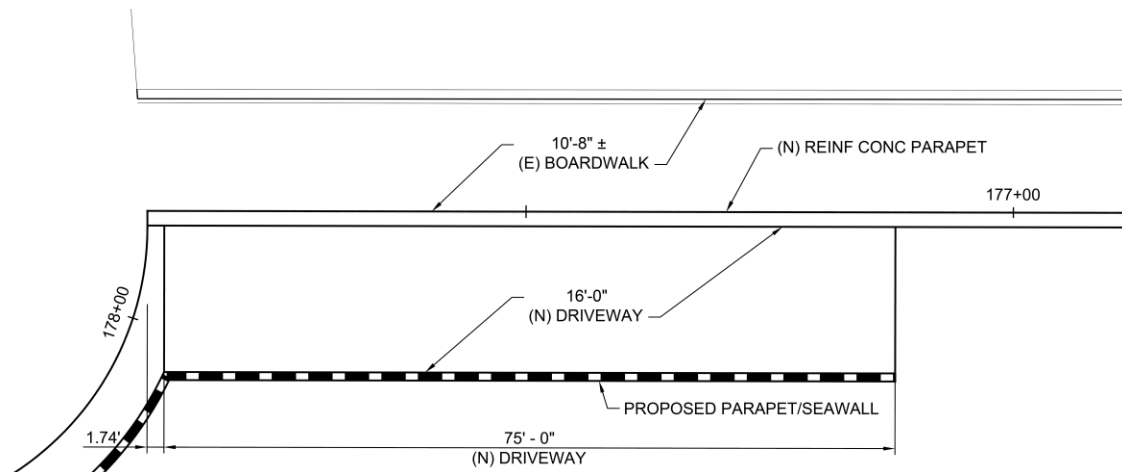 10'-8" ±
(E) BOARDWALK
(N) REINF CONC PARAPET
177+00
178+00
16'-0"
(N) DRIVEWAY
PROPOSED PARAPET/SEAWALL
1.74'
75' - 0"
(N) DRIVEWAY